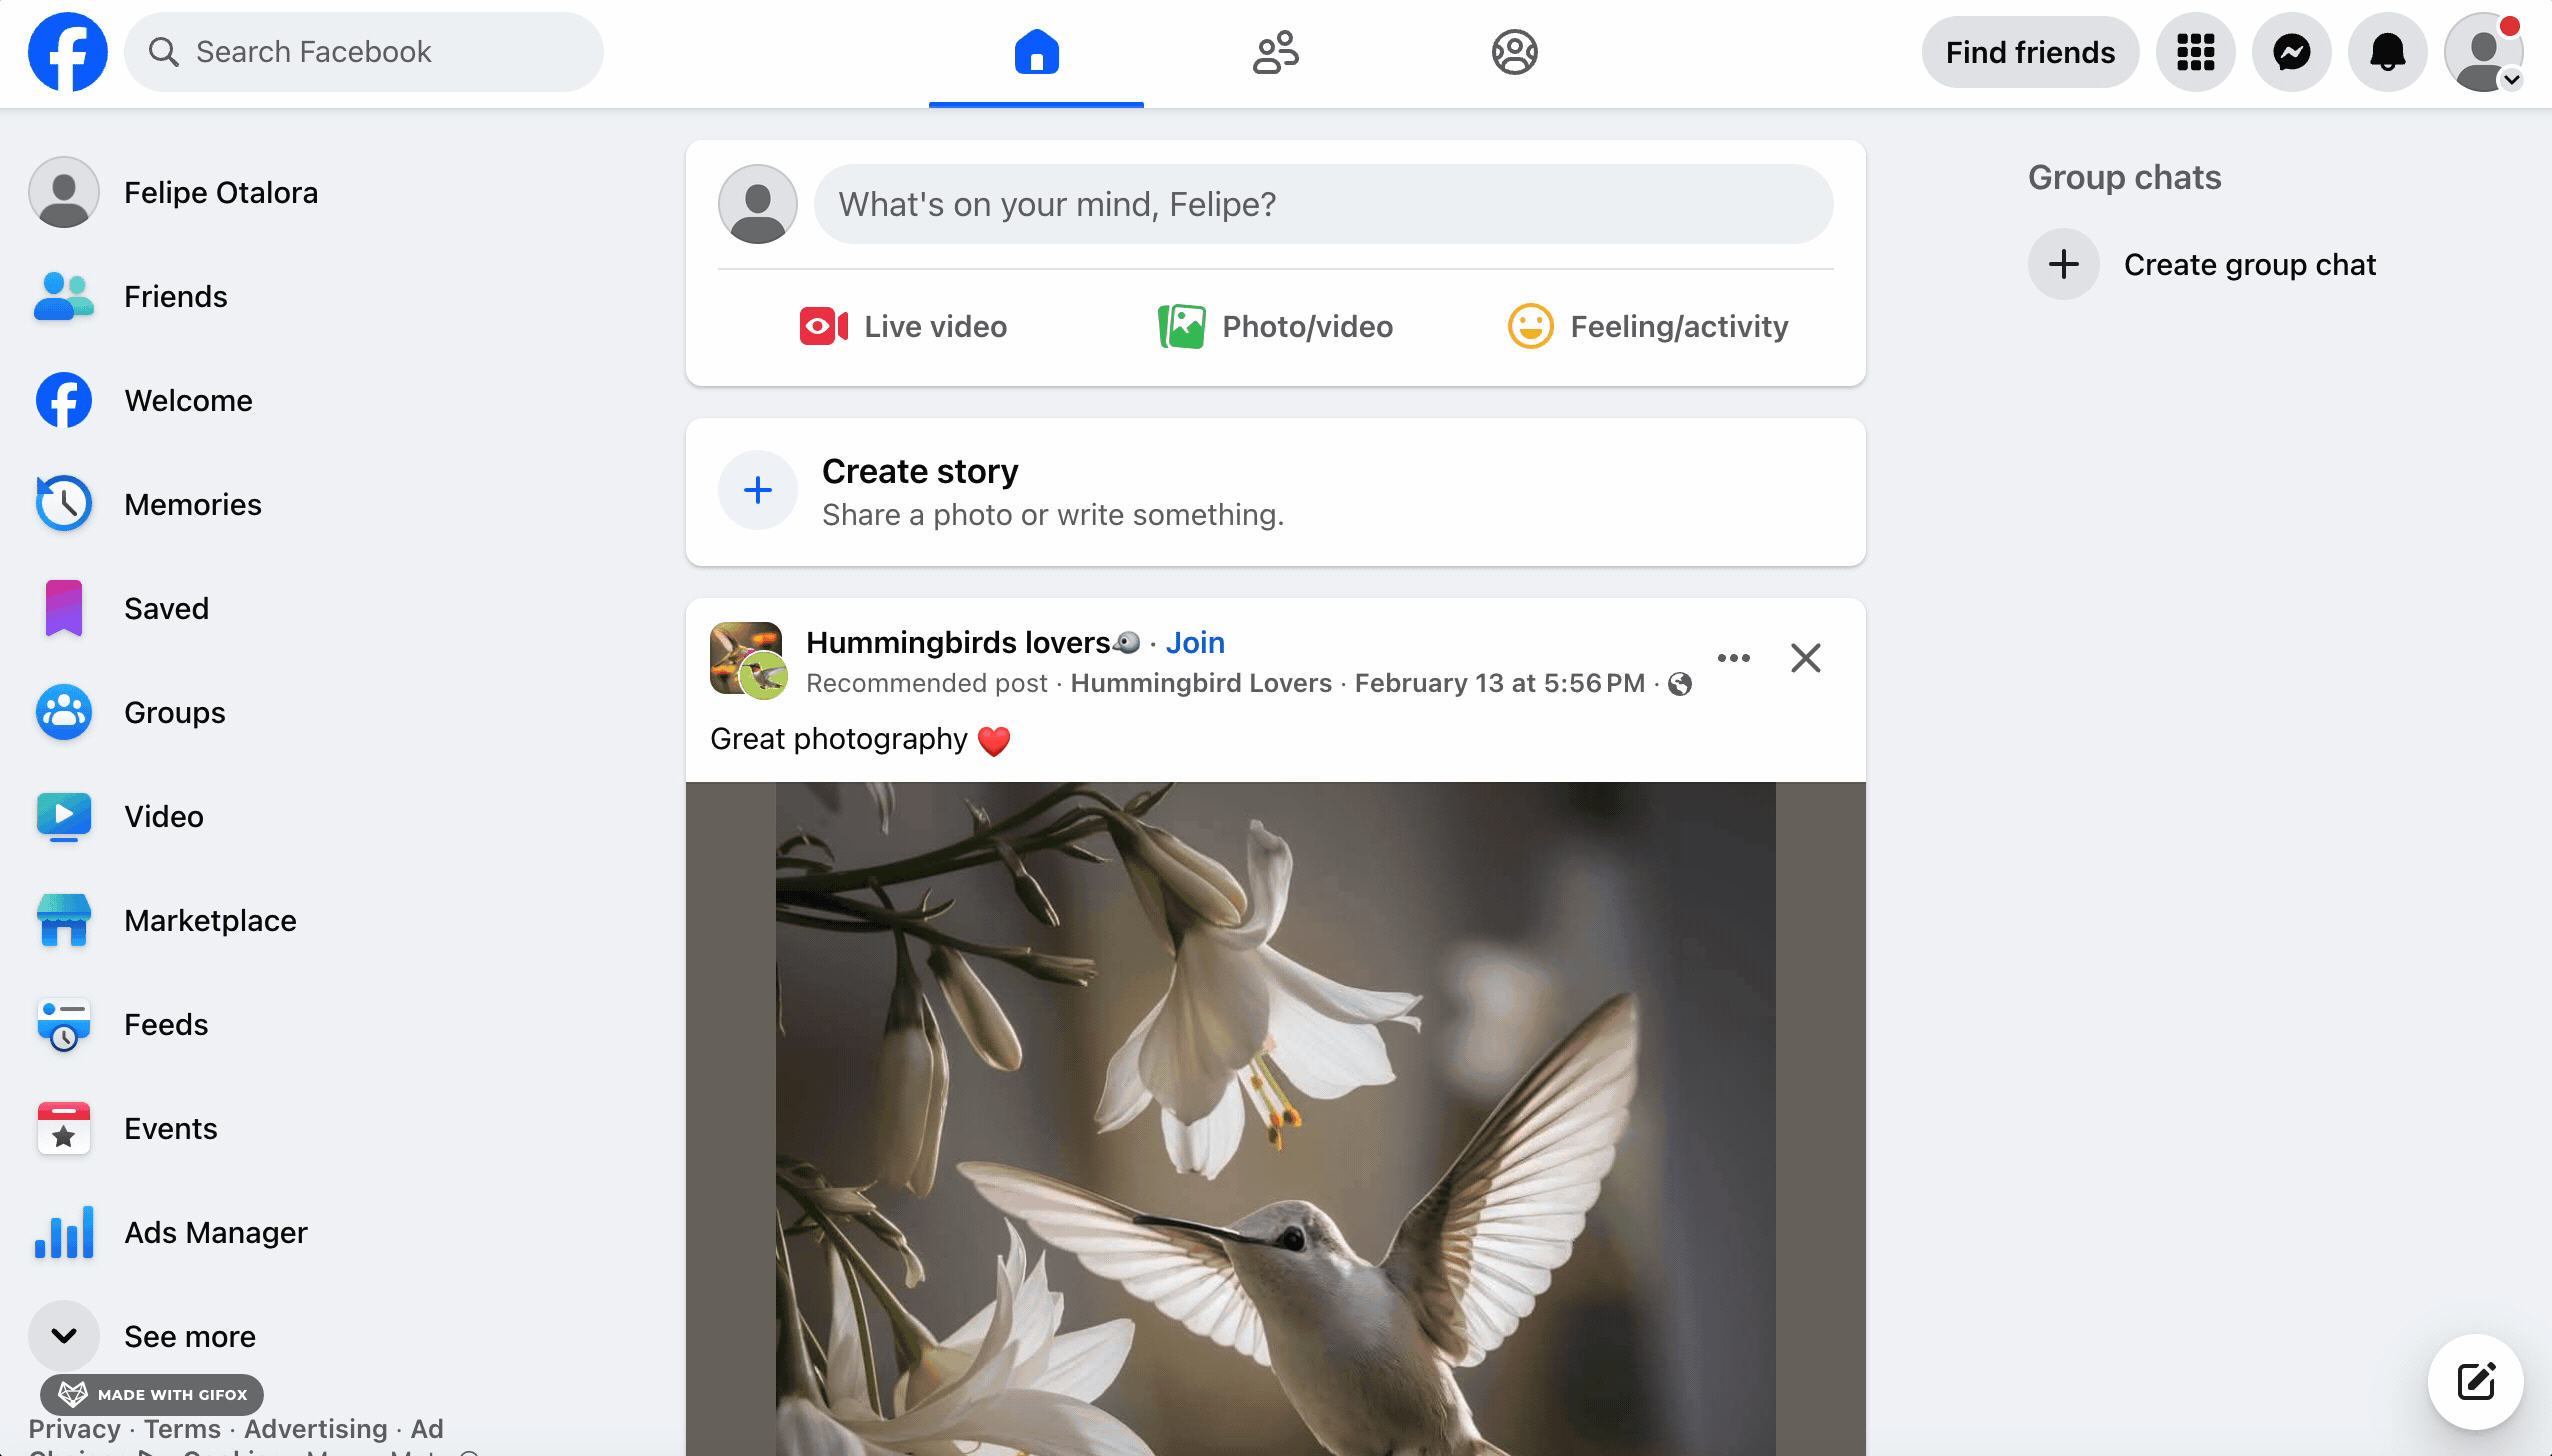 Search Facebook
Find friends
Felipe Otalora
Friends
Welcome
Memories
Saved
Groups
Video
Marketplace
Feeds
Events
Ads Manager
See more
MADE WITH GIFOX
Privacy · Terms · Advertising · Ad
What's on your mind, Felipe?
Live video
Photo/video
Feeling/activity
Create story
Share a photo or write something.
Hummingbirds lovers🐦 · Join
Recommended post · Hummingbird Lovers · February 13 at 5:56 PM ·
Great photography ❤️
Group chats
Create group chat